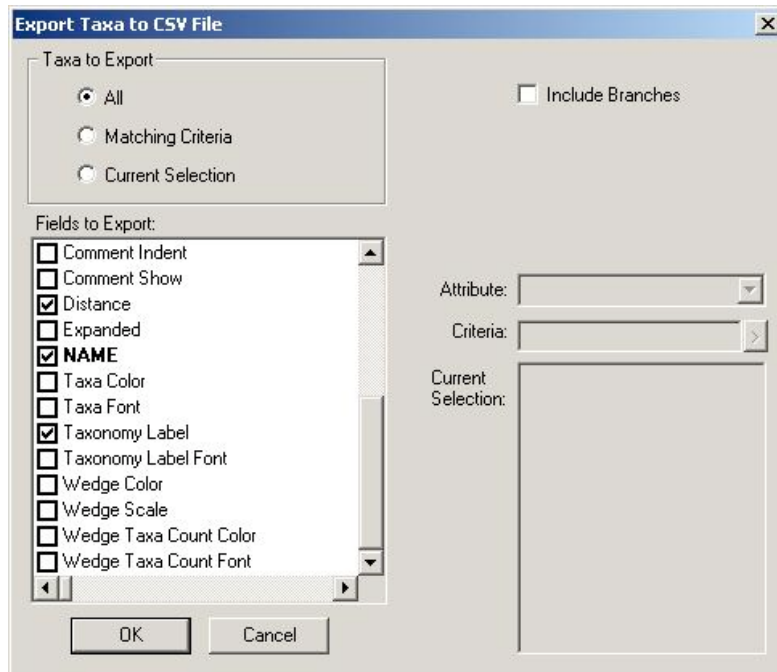 Export Taxa to CSV File
Taxa to Export
All
Matching Criteria
Current Selection
Include Branches
Fields to Export:
Comment Indent
Comment Show
Distance
Expanded
NAME
Taxa Color
Taxa Font
Taxonomy Label
Taxonomy Label Font
Wedge Color
Wedge Scale
Wedge Taxa Count Color
Wedge Taxa Count Font
Attribute:
Criteria:
>
Current
Selection:
OK
Cancel